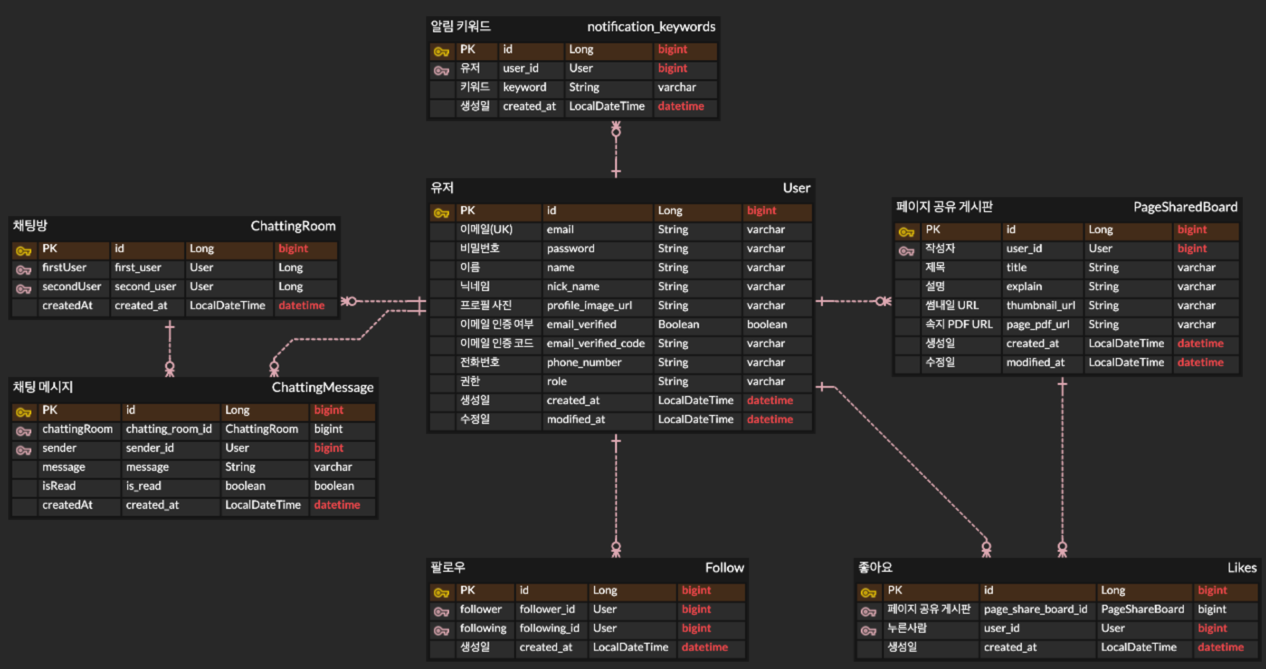 알림 키워드 notification_keywords
PK id Long bigint
유저 user_id User bigint
키워드 keyword String varchar
생성일 created_at LocalDateTime datetime
유저 User
PK id Long bigint
이메일(UK) email String varchar
비밀번호 password String varchar
이름 name String varchar
닉네임 nick_name String varchar
프로필 사진 profile_image_url String varchar
이메일 인증 여부 email_verified Boolean boolean
이메일 인증 코드 email_verified_code String varchar
전화번호 phone_number String varchar
권한 role String varchar
생성일 created_at LocalDateTime datetime
수정일 modified_at LocalDateTime datetime
페이지 공유 게시판 PageSharedBoard
PK id Long bigint
작성자 user_id User bigint
제목 title String varchar
설명 explain String varchar
썸내일 URL thumbnail_url String varchar
속지 PDF URL page_pdf_url String varchar
생성일 created_at LocalDateTime datetime
수정일 modified_at LocalDateTime datetime
채팅방 ChattingRoom
PK id Long bigint
firstUser first_user User Long
secondUser second_user User Long
createdAt created_at LocalDateTime datetime
채팅 메시지 ChattingMessage
PK id Long bigint
chattingRoom chatting_room_id ChattingRoom bigint
sender sender_id User bigint
message message String varchar
isRead is_read boolean boolean
createdAt created_at LocalDateTime datetime
팔로우 Follow
PK id Long bigint
follower follower_id User bigint
following following_id User bigint
생성일 created_at LocalDateTime datetime
좋아요 Likes
PK id Long bigint
페이지 공유 게시판 page_share_board_id PageShareBoard bigint
누른사람 user_id User bigint
생성일 created_at LocalDateTime datetime